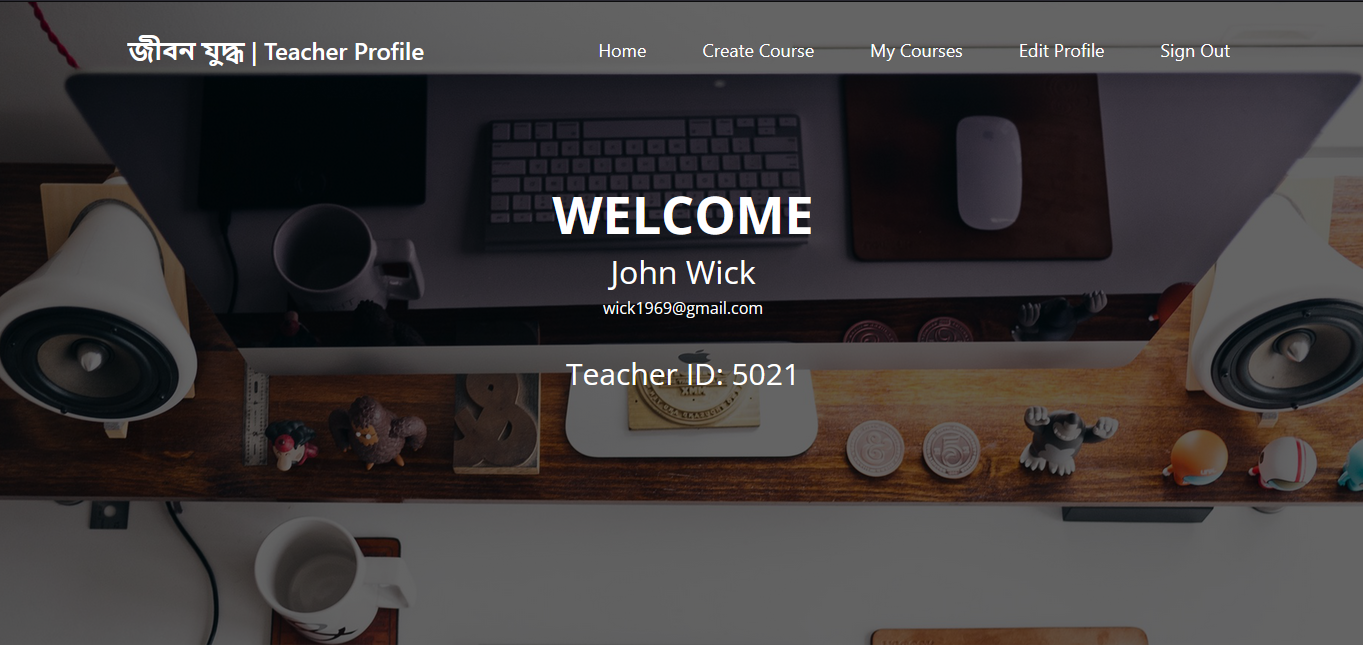 জীবন যুদ্ধ | Teacher Profile
Home Create Course My Courses Edit Profile Sign Out
WELCOME
John Wick
wick1969@gmail.com
Teacher ID: 5021
&